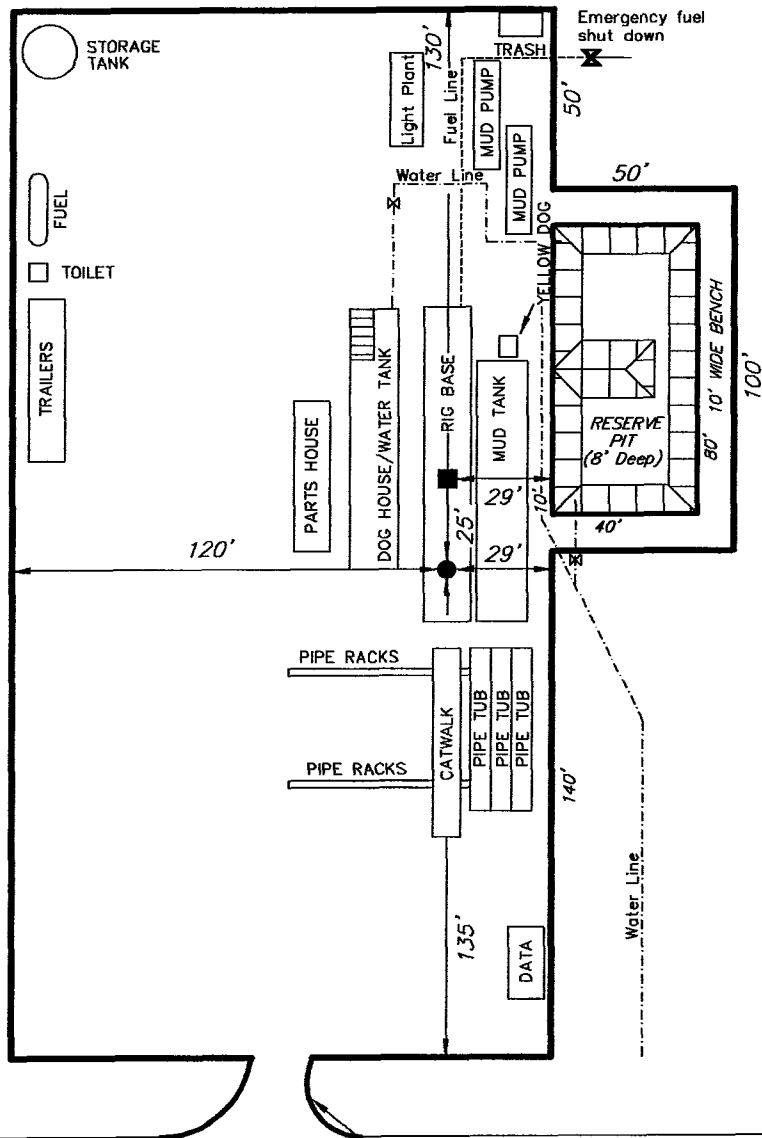 Emergency fuel
shut down
STORAGE
TANK
TRASH
130'
Light Plant
Fuel Line
MUD PUMP
MUD PUMP
50'
50'
Water Line
FUEL
TOILET
YELLOW DOG
TRAILERS
PARTS HOUSE
DOG HOUSE/WATER TANK
RIG BASE
MUD TANK
RESERVE
PIT
(8' Deep)
80'
10' WIDE BENCH
100'
29'
10'
25'
40'
120'
29'
PIPE RACKS
PIPE RACKS
CATWALK
PIPE TUB
PIPE TUB
PIPE TUB
140'
Water Line
135'
DATA